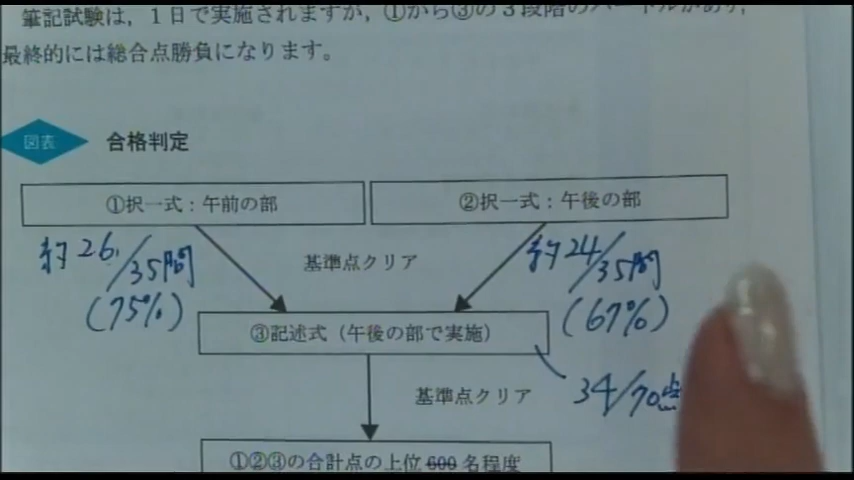 筆記試験は，１日で実施されますが，①から③の３段階のハードルがあり，
最終的には総合点勝負になります。
図表 合格判定
①択一式：午前の部 ②択一式：午後の部
約26/35問 基準点クリア 約24/35問
(75%) (67%)
③記述式（午後の部で実施）
基準点クリア 34/70点
①②③の合計点の上位 600 名程度